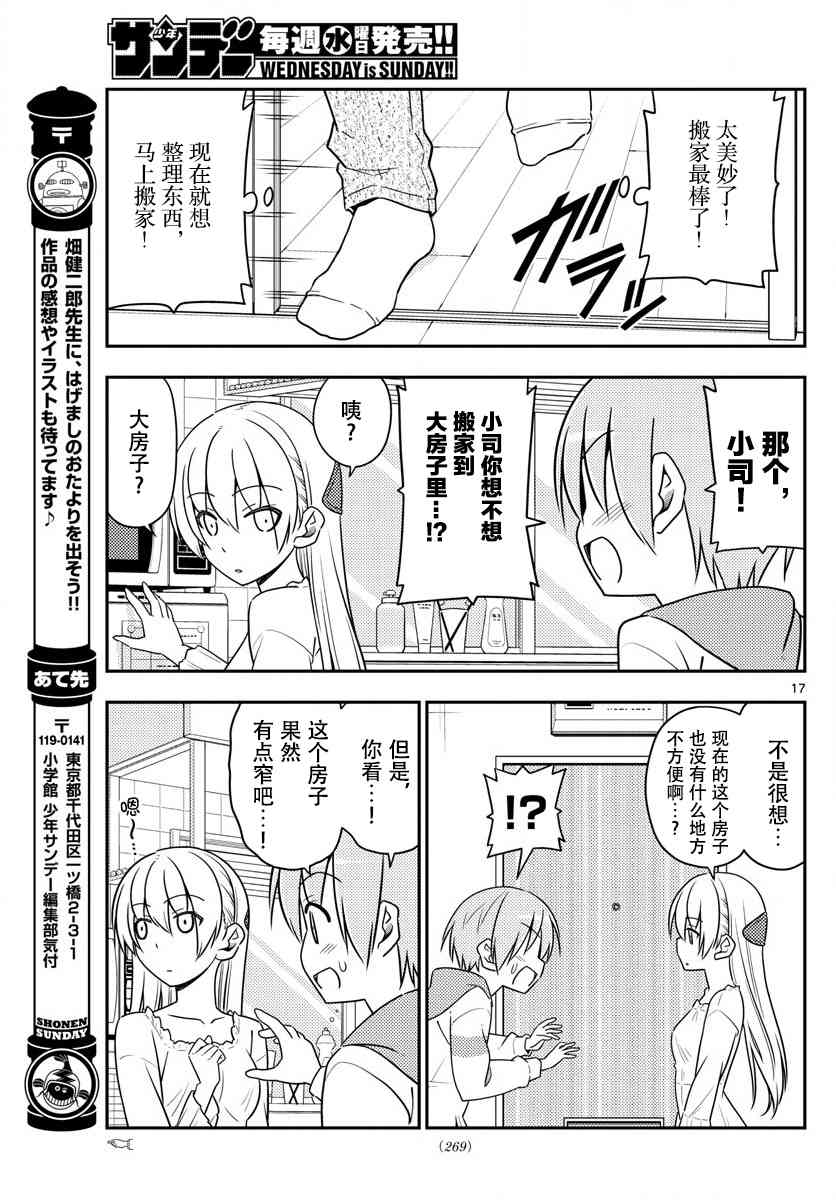 少年
サンデー
毎週水曜日発売!!
WEDNESDAY is SUNDAY!!
太美妙了！
搬家最棒了！
ガラッ
现在就想
整理东西，
马上搬家！
那个，
小司！
小司你想不想
搬家到
大房子里…!?
咦？
大房子？
17
不是很想…
现在的这个房子
也没有什么地方
不方便啊…？
!?
但是，
你看…！
这个房子
果然
有点窄吧…！
嗯～…
〒
畑健二郎先生に、はげましのおたよりを出そう!!
作品の感想やイラストも待ってます♪
あて先
〒
119-0141
東京都千代田区一ツ橋2-3-1
小学館 少年サンデー編集部気付
SHONEN
SUNDAY
(269)